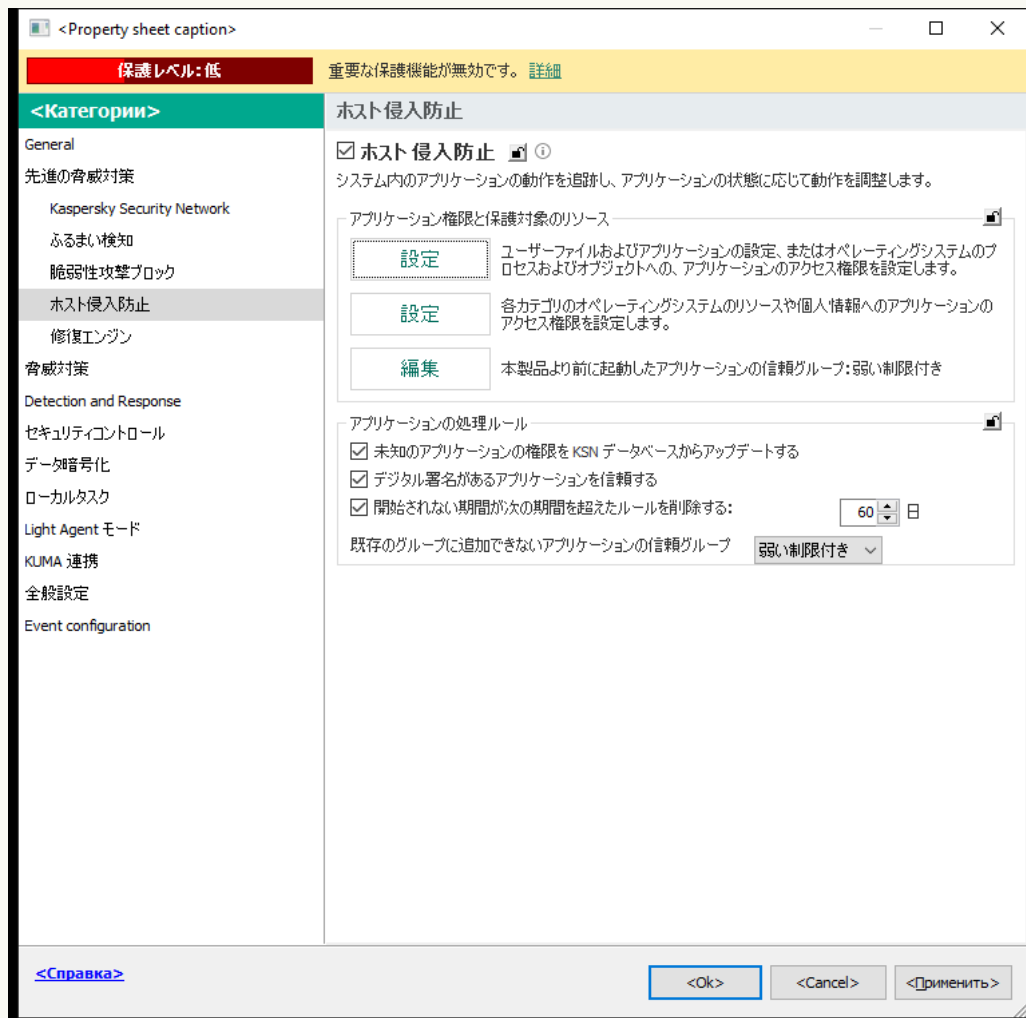 <Property sheet caption>
保護レベル: 低
重要な保護機能が無効です。 詳細
<Категории>
General
先進の脅威対策
Kaspersky Security Network
ふるまい検知
脆弱性攻撃ブロック
ホスト侵入防止
修復エンジン
脅威対策
Detection and Response
セキュリティコントロール
データ暗号化
ローカルタスク
Light Agent モード
KUMA 連携
全般設定
Event configuration
ホスト侵入防止
ホスト侵入防止
システム内のアプリケーションの動作を追跡し、アプリケーションの状態に応じて動作を調整します。
アプリケーション権限と保護対象のリソース
設定
ユーザーファイルおよびアプリケーションの設定、またはオペレーティングシステムのプ
ロセスおよびオブジェクトへの、アプリケーションのアクセス権限を設定します。
設定
各カテゴリのオペレーティングシステムのリソースや個人情報へのアプリケーションの
アクセス権限を設定します。
編集
本製品より前に起動したアプリケーションの信頼グループ: 弱い制限付き
アプリケーションの処理ルール
未知のアプリケーションの権限を KSN データベースからアップデートする
デジタル署名があるアプリケーションを信頼する
開始されない期間が次の期間を超えたルールを削除する: 60 日
既存のグループに追加できないアプリケーションの信頼グループ 弱い制限付き
<Справка>
<Ok> <Cancel> <Применить>